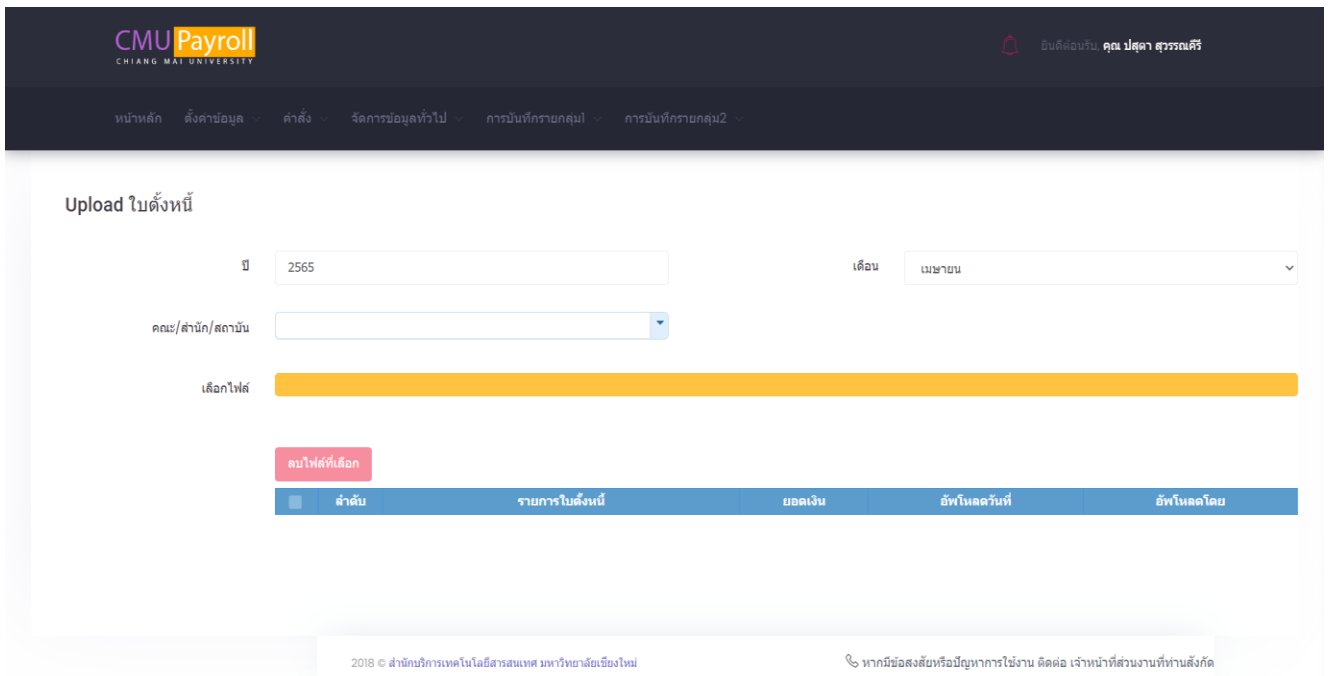 CMU Payroll
CHIANG MAI UNIVERSITY
ยินดีต่อนรับ, คุณ ปสุตา สุวรรณคีรี
หน้าหลัก ตั้งค่าข้อมูล คำสั่ง จัดการข้อมูลทั่วไป การบันทึกรายกลุ่ม1 การบันทึกรายกลุ่ม2
Upload ใบตั้งหนี้
ปี 2565 เดือน เมษายน
คณะ/สำนัก/สถาบัน
เลือกไฟล์
ลบไฟล์ที่เลือก
ลำดับ รายการใบตั้งหนี้ ยอดเงิน อัพโหลดวันที่ อัพโหลดโดย
2018 © สำนักบริการเทคโนโลยีสารสนเทศ มหาวิทยาลัยเชียงใหม่ หากมีข้อสงสัยหรือปัญหาการใช้งาน ติดต่อ เจ้าหน้าที่ส่วนงานที่ท่านสังกัด